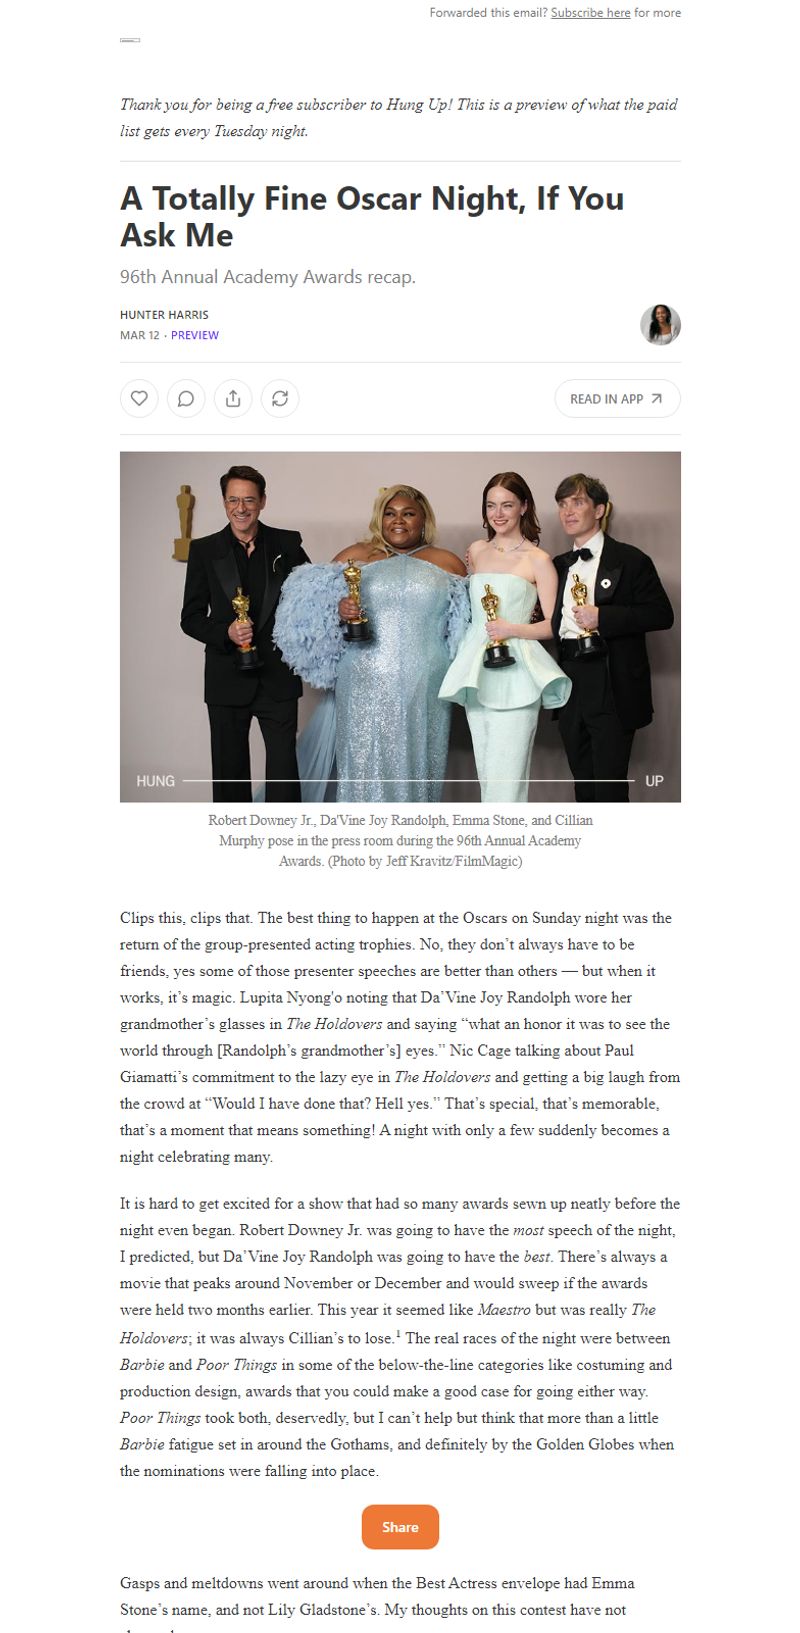 Forwarded this email? Subscribe here for more
Thank you for being a free subscriber to Hung Up! This is a preview of what the paid
list gets every Tuesday night.
A Totally Fine Oscar Night, If You
Ask Me
96th Annual Academy Awards recap.
HUNTER HARRIS
MAR 12 · PREVIEW
READ IN APP
HUNG UP
Robert Downey Jr., Da'Vine Joy Randolph, Emma Stone, and Cillian
Murphy pose in the press room during the 96th Annual Academy
Awards. (Photo by Jeff Kravitz/FilmMagic)
Clips this, clips that. The best thing to happen at the Oscars on Sunday night was the
return of the group-presented acting trophies. No, they don’t always have to be
friends, yes some of those presenter speeches are better than others — but when it
works, it’s magic. Lupita Nyong'o noting that Da’Vine Joy Randolph wore her
grandmother’s glasses in The Holdovers and saying “what an honor it was to see the
world through [Randolph’s grandmother’s] eyes.” Nic Cage talking about Paul
Giamatti’s commitment to the lazy eye in The Holdovers and getting a big laugh from
the crowd at “Would I have done that? Hell yes.” That’s special, that’s memorable,
that’s a moment that means something! A night with only a few suddenly becomes a
night celebrating many.
It is hard to get excited for a show that had so many awards sewn up neatly before the
night even began. Robert Downey Jr. was going to have the most speech of the night,
I predicted, but Da’Vine Joy Randolph was going to have the best. There’s always a
movie that peaks around November or December and would sweep if the awards
were held two months earlier. This year it seemed like Maestro but was really The
Holdovers; it was always Cillian’s to lose.1 The real races of the night were between
Barbie and Poor Things in some of the below-the-line categories like costuming and
production design, awards that you could make a good case for going either way.
Poor Things took both, deservedly, but I can’t help but think that more than a little
Barbie fatigue set in around the Gothams, and definitely by the Golden Globes when
the nominations were falling into place.
Share
Gasps and meltdowns went around when the Best Actress envelope had Emma
Stone’s name, and not Lily Gladstone’s. My thoughts on this contest have not